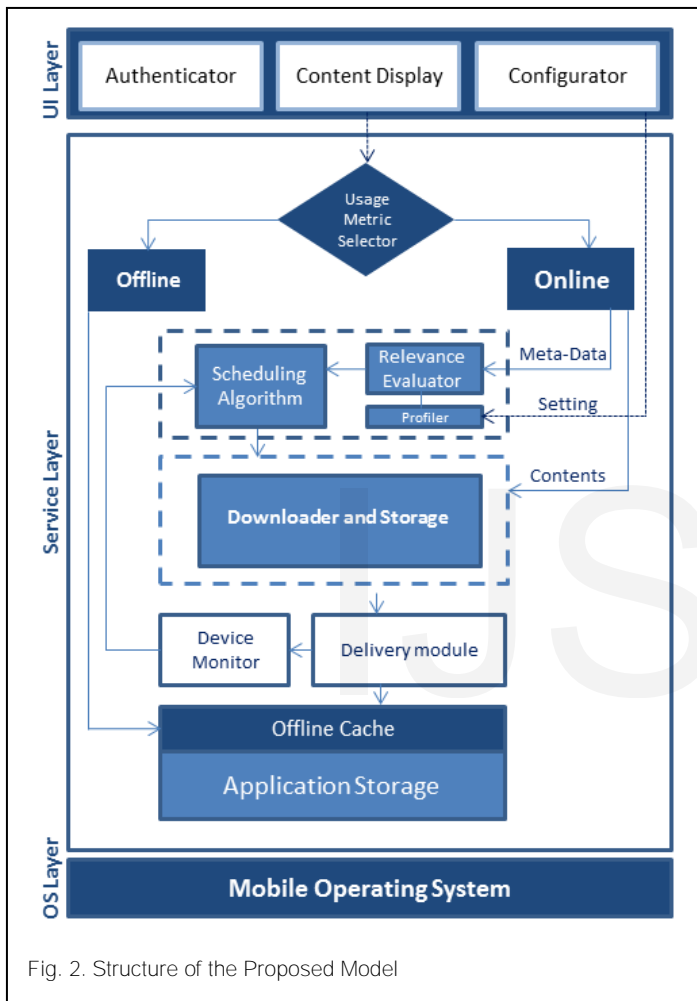 UI Layer
Authenticator
Content Display
Configurator
Service Layer
Usage
Metric
Selector
Offline
Online
Scheduling
Algorithm
Relevance
Evaluator
Profiler
Meta-Data
Setting
Contents
Downloader and Storage
Device
Monitor
Delivery module
Offline Cache
Application Storage
OS Layer
Mobile Operating System
IJS
Fig. 2. Structure of the Proposed Model